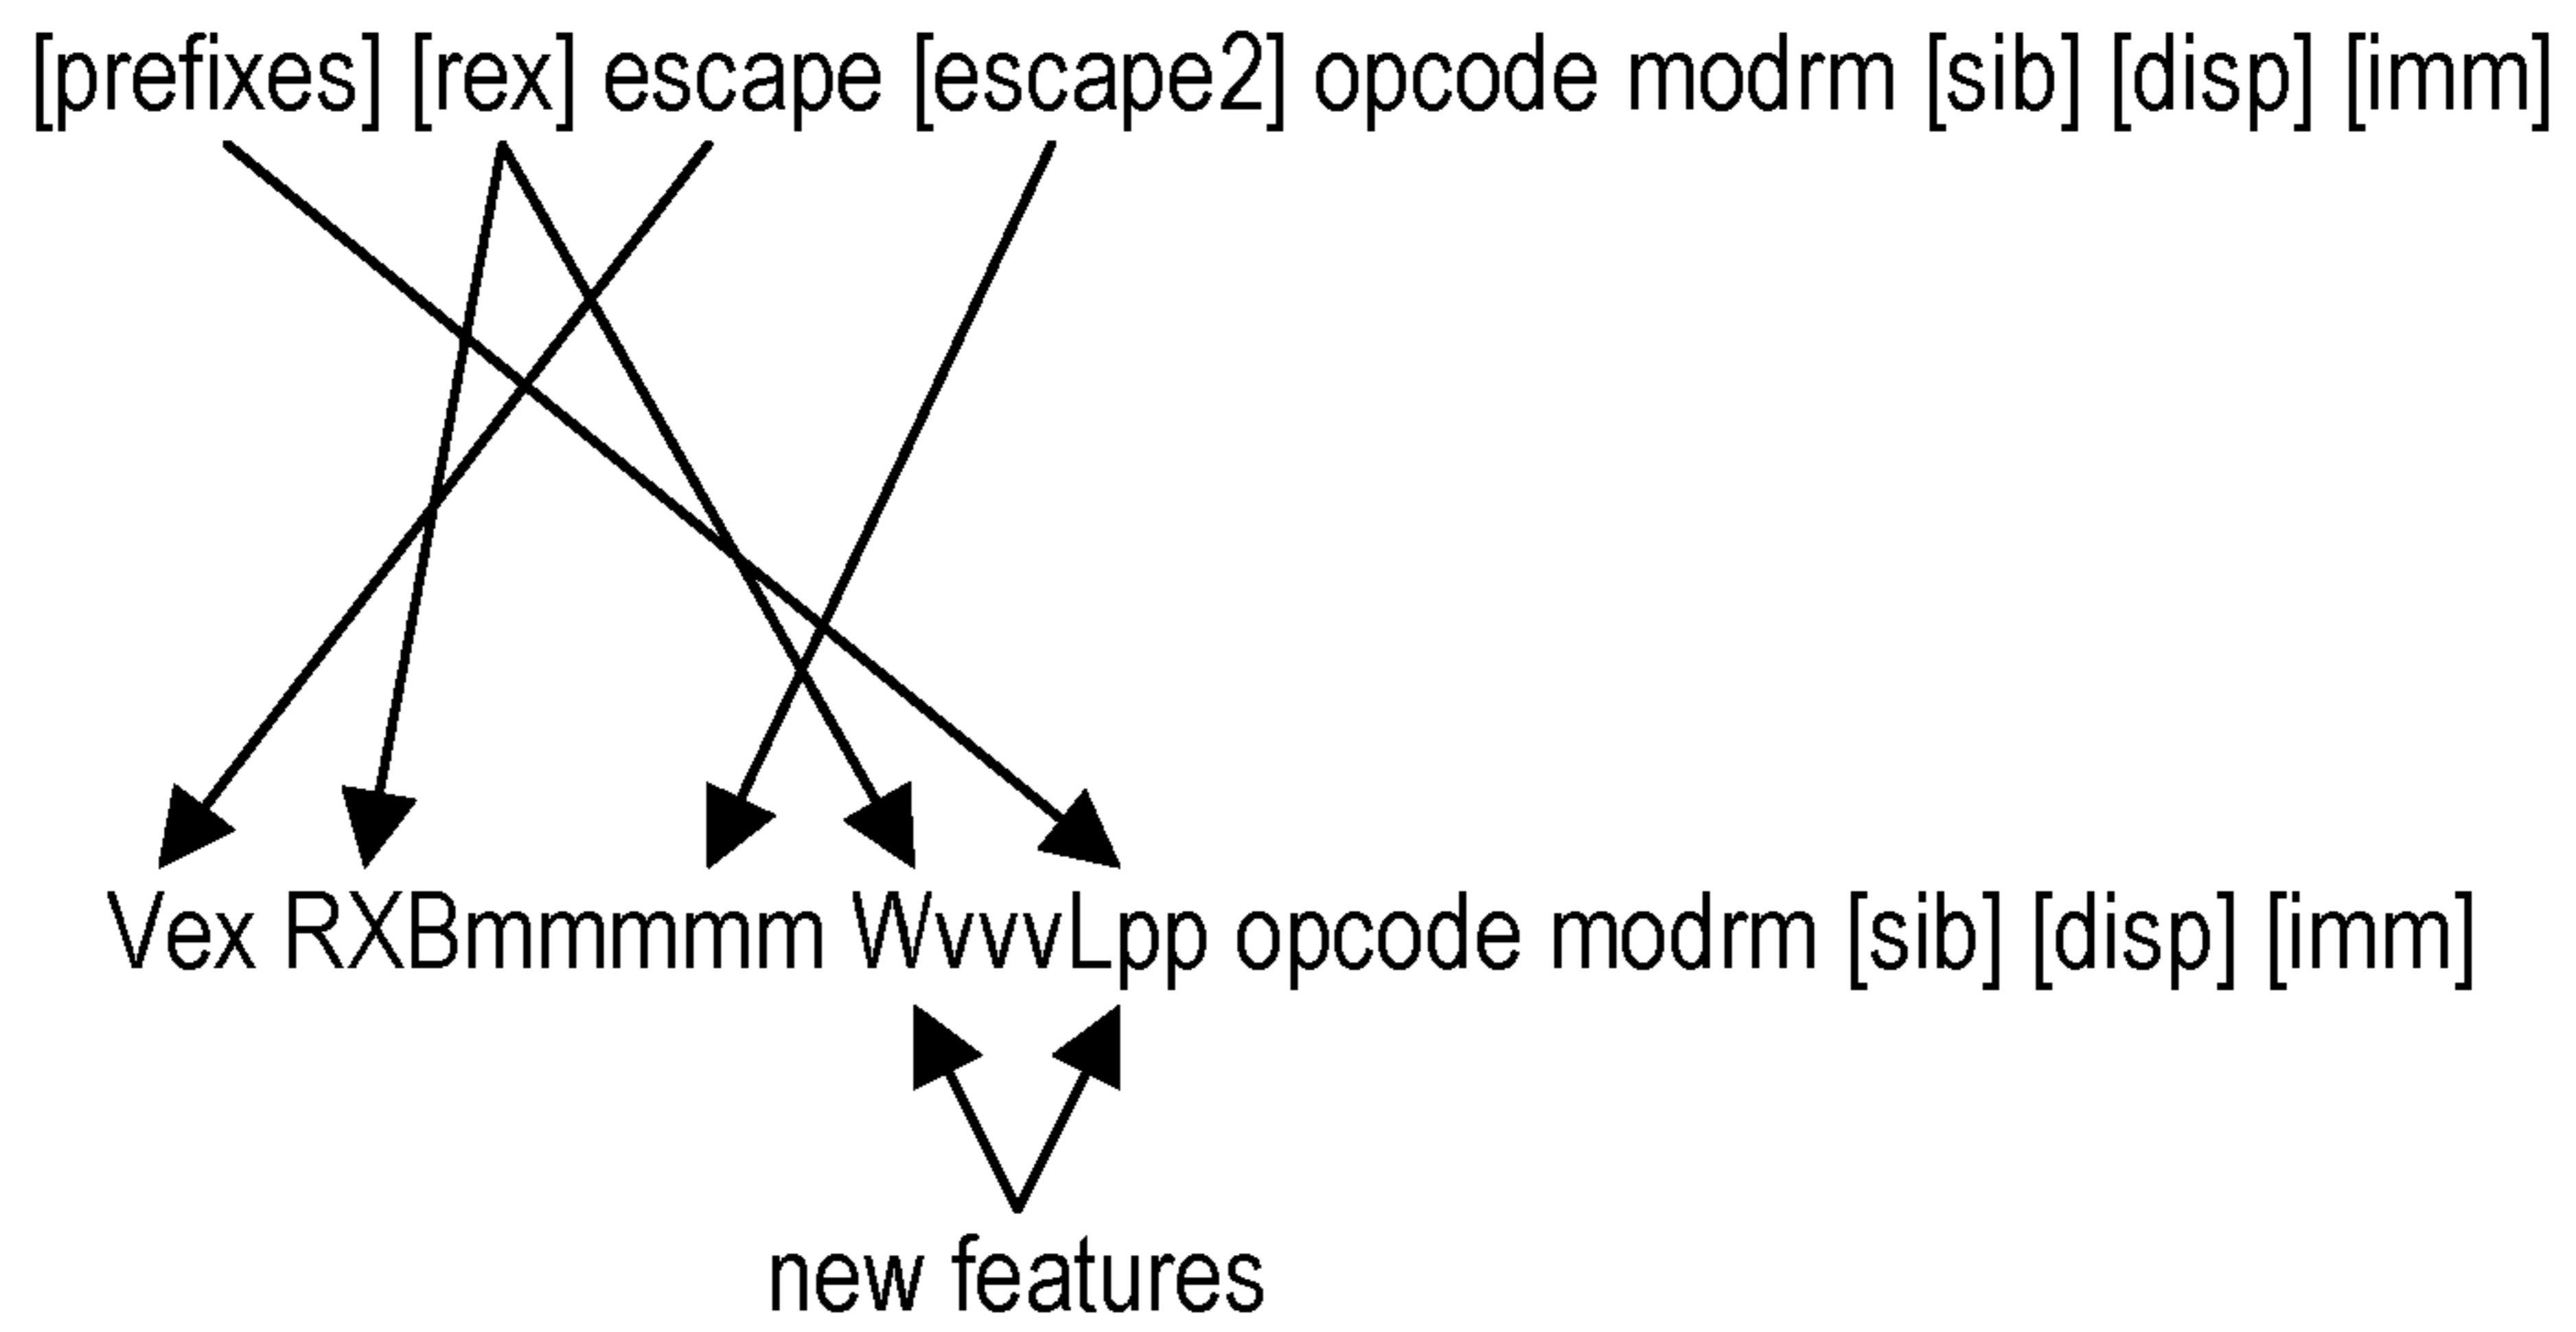 [prefixes] [rex] escape [escape2] opcode modrm [sib] [disp] [imm]
Vex RXBmmmmm WvvvLpp opcode modrm [sib] [disp] [imm]
new features